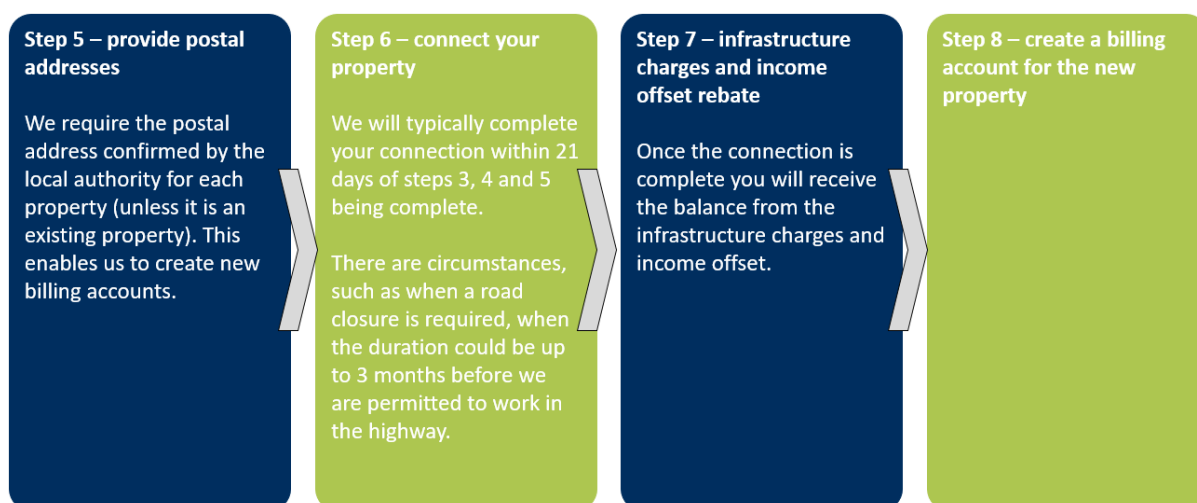 Step 5 – provide postal
addresses
We require the postal
address confirmed by the
local authority for each
property (unless it is an
existing property). This
enables us to create new
billing accounts.
Step 6 – connect your
property
We will typically complete
your connection within 21
days of steps 3, 4 and 5
being complete.
There are circumstances,
such as when a road
closure is required, when
the duration could be up
to 3 months before we
are permitted to work in
the highway.
Step 7 – infrastructure
charges and income
offset rebate
Once the connection is
complete you will receive
the balance from the
infrastructure charges and
income offset.
Step 8 – create a billing
account for the new
property